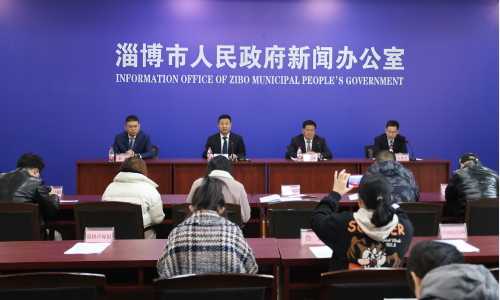 淄博市人民政府新闻办公室
INFORMATION OFFICE OF ZIBO MUNICIPAL PEOPLE'S GOVERNMENT